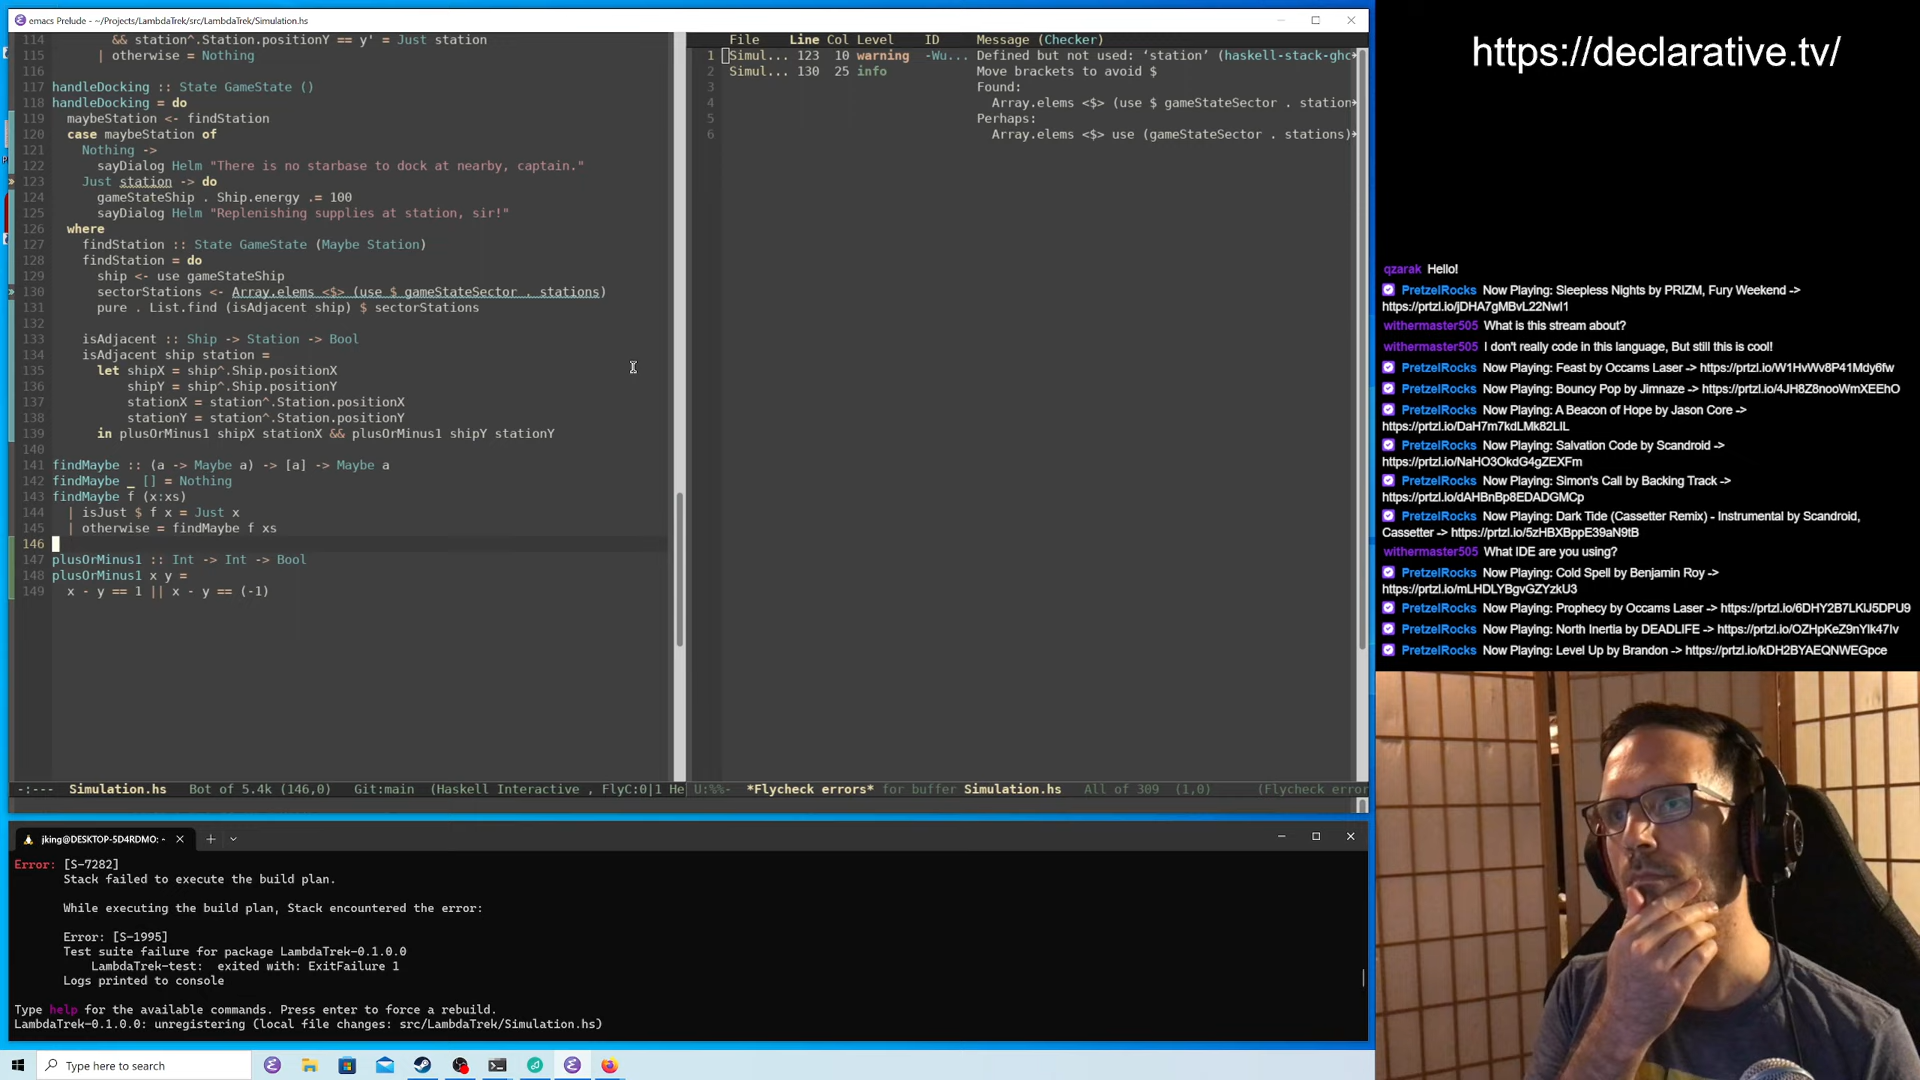 emacs Prelude - ~/Projects/LambdaTrek/src/LambdaTrek/Simulation.hs
114         && station^.Station.positionY == y' = Just station
115   | otherwise = Nothing
116
117 handleDocking :: State GameState ()
118 handleDocking = do
119   maybeStation <- findStation
120   case maybeStation of
121     Nothing ->
122       sayDialog Helm "There is no starbase to dock at nearby, captain."
123     Just station -> do
124       gameStateShip . Ship.energy .= 100
125       sayDialog Helm "Replenishing supplies at station, sir!"
126   where
127     findStation :: State GameState (Maybe Station)
128     findStation = do
129       ship <- use gameStateShip
130       sectorStations <- Array.elems <$> (use $ gameStateSector . stations)
131       pure . List.find (isAdjacent ship) $ sectorStations
132
133     isAdjacent :: Ship -> Station -> Bool
134     isAdjacent ship station =
135       let shipX = ship^.Ship.positionX
136           shipY = ship^.Ship.positionY
137           stationX = station^.Station.positionX
138           stationY = station^.Station.positionY
139       in plusOrMinus1 shipX stationX && plusOrMinus1 shipY stationY
140
141 findMaybe :: (a -> Maybe a) -> [a] -> Maybe a
142 findMaybe _ [] = Nothing
143 findMaybe f (x:xs)
144   | isJust $ f x = Just x
145   | otherwise = findMaybe f xs
146
147 plusOrMinus1 :: Int -> Int -> Bool
148 plusOrMinus1 x y =
149   x - y == 1 || x - y == (-1)
-:--- Simulation.hs Bot of 5.4k (146,0) Git:main (Haskell Interactive , FlyC:0|1 He
File Line Col Level ID Message (Checker)
1 Simul... 123 10 warning -Wu... Defined but not used: ‘station’ (haskell-stack-ghc
2 Simul... 130 25 info Move brackets to avoid $
3 Found:
4 Array.elems <$> (use $ gameStateSector . station
5 Perhaps:
6 Array.elems <$> use (gameStateSector . stations)
U:%%- *Flycheck errors* for buffer Simulation.hs All of 309 (1,0) (Flycheck error
jking@DESKTOP-5D4RDMO: ~
Error: [S-7282]
Stack failed to execute the build plan.
While executing the build plan, Stack encountered the error:
Error: [S-1995]
Test suite failure for package LambdaTrek-0.1.0.0
LambdaTrek-test:  exited with: ExitFailure 1
Logs printed to console
Type help for the available commands. Press enter to force a rebuild.
LambdaTrek-0.1.0.0: unregistering (local file changes: src/LambdaTrek/Simulation.hs)
Type here to search
https://declarative.tv/
qzarak Hello!
PretzelRocks Now Playing: Sleepless Nights by PRIZM, Fury Weekend ->
https://prtzl.io/jDHA7gMBvL22Nwl1
withermaster505 What is this stream about?
withermaster505 I don't really code in this language, But still this is cool!
PretzelRocks Now Playing: Feast by Occams Laser -> https://prtzl.io/W1HvWv8P41Mdy6fw
PretzelRocks Now Playing: Bouncy Pop by Jimnaze -> https://prtzl.io/4JH8Z8nooWmXEEhO
PretzelRocks Now Playing: A Beacon of Hope by Jason Core ->
https://prtzl.io/DaH7m7kdLMk82LlL
PretzelRocks Now Playing: Salvation Code by Scandroid ->
https://prtzl.io/NaHO3OkdG4gZEXFm
PretzelRocks Now Playing: Simon's Call by Backing Track ->
https://prtzl.io/dAHBnBp8EDADGMCp
PretzelRocks Now Playing: Dark Tide (Cassetter Remix) - Instrumental by Scandroid,
Cassetter -> https://prtzl.io/5zHBXBppE39aN9tB
withermaster505 What IDE are you using?
PretzelRocks Now Playing: Cold Spell by Benjamin Roy ->
https://prtzl.io/mLHDLYBgvGZYzkU3
PretzelRocks Now Playing: Prophecy by Occams Laser -> https://prtzl.io/6DHY2B7LKlJ5DPU9
PretzelRocks Now Playing: North Inertia by DEADLIFE -> https://prtzl.io/OZHpKeZ9nYlk47Iv
PretzelRocks Now Playing: Level Up by Brandon -> https://prtzl.io/kDH2BYAEQNWEGpce